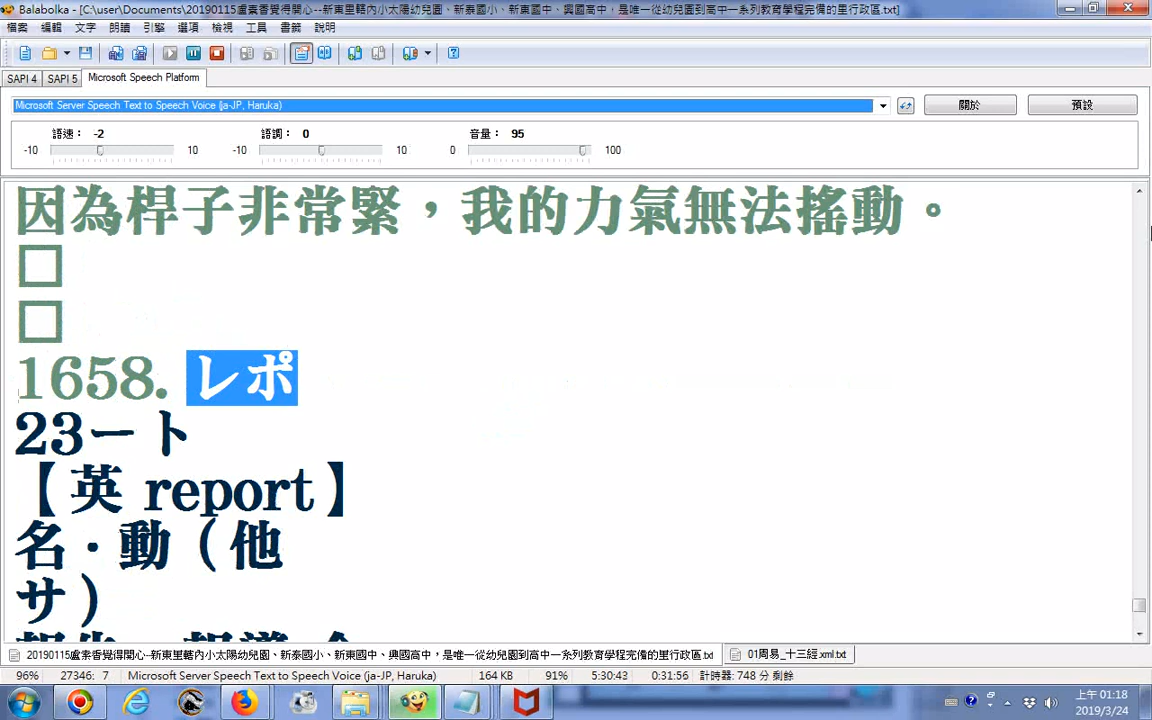 Balabolka - [C:\user\Documents\20190115盧素香覺得開心--新東里轄內小太陽幼兒園、新泰國小、新東國中、興國高中，是唯一從幼兒園到高中一系列教育學程完備的里行政區.txt]
檔案 編輯 文字 朗讀 引擎 選項 檢視 工具 書籤 說明
SAPI 4 SAPI 5 Microsoft Speech Platform
Microsoft Server Speech Text to Speech Voice (ja-JP, Haruka) 關於 預設
語速： -2 語調： 0 音量： 95
-10 10 -10 10 0 100
因為桿子非常緊，我的力氣無法搖動。
□
□
1658. レポ
23ート
【英 report】
名·動（他
サ）
20190115盧素香覺得開心--新東里轄內小太陽幼兒園、新泰國小、新東國中、興國高中，是唯一從幼兒園到高中一系列教育學程完備的里行政區.txt 01周易_十三經.xml.txt
96% 27346: 7 Microsoft Server Speech Text to Speech Voice (ja-JP, Haruka) 164 KB 91% 5:30:43 0:31:56 計時器: 748 分 剩餘
上午 01:18
2019/3/24